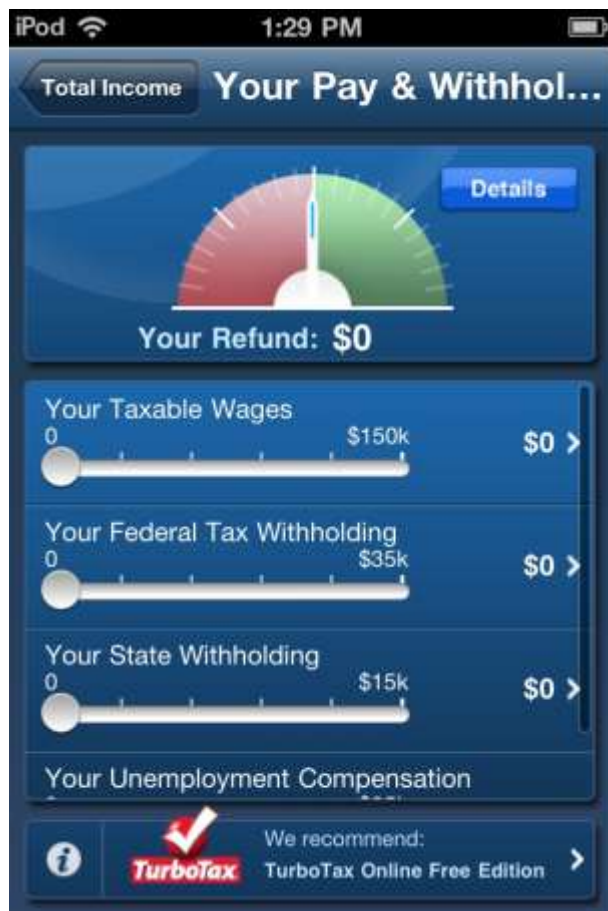 iPod 1:29 PM
Total Income Your Pay & Withhol...
Details
Your Refund: $0
Your Taxable Wages
0 $150k $0
Your Federal Tax Withholding
0 $35k $0
Your State Withholding
0 $15k $0
Your Unemployment Compensation
i
We recommend:
TurboTax TurboTax Online Free Edition